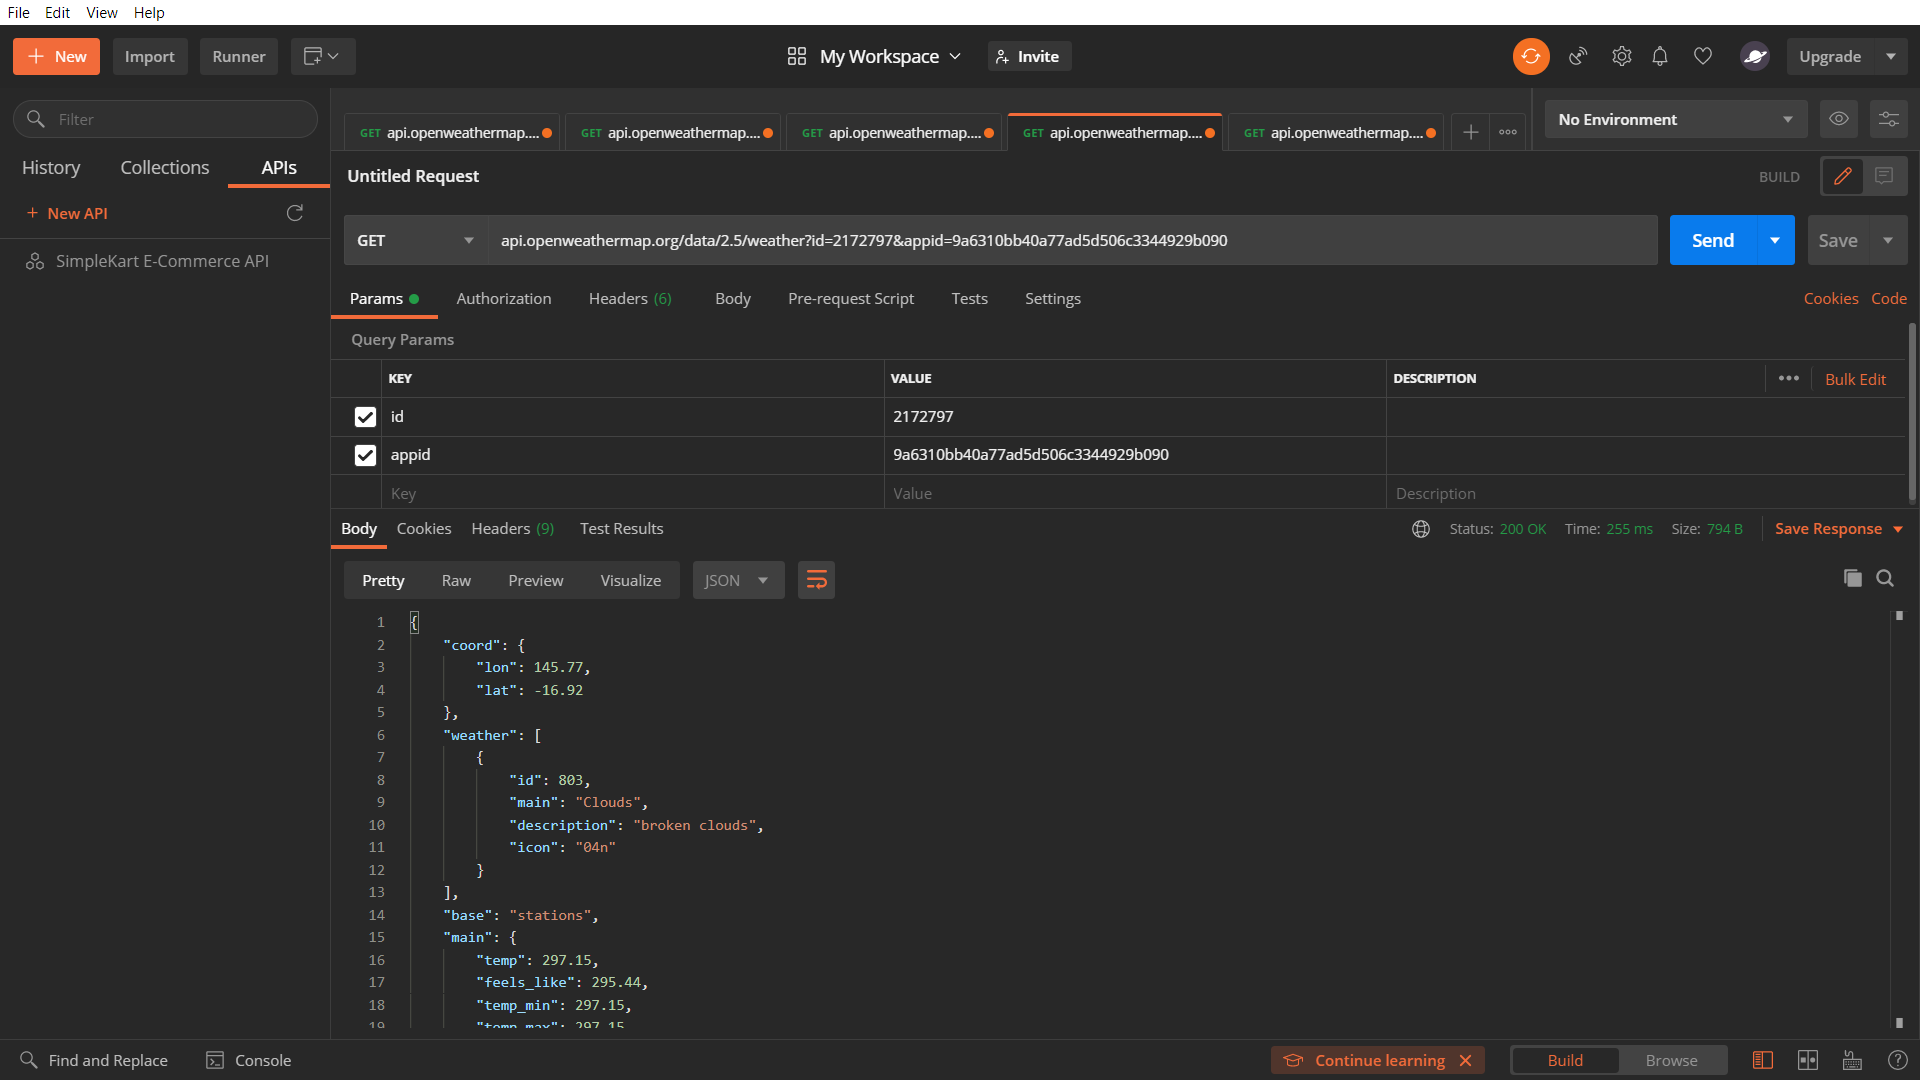 File Edit View Help
New Import Runner My Workspace Invite Upgrade
Filter
GET api.openweathermap.... GET api.openweathermap.... GET api.openweathermap.... GET api.openweathermap.... GET api.openweathermap.... No Environment
History Collections APIs
Untitled Request BUILD
New API
GET api.openweathermap.org/data/2.5/weather?id=2172797&appid=9a6310bb40a77ad5d506c3344929b090 Send Save
SimpleKart E-Commerce API
Params Authorization Headers (6) Body Pre-request Script Tests Settings Cookies Code
Query Params
KEY VALUE DESCRIPTION Bulk Edit
id 2172797
appid 9a6310bb40a77ad5d506c3344929b090
Key Value Description
Body Cookies Headers (9) Test Results Status: 200 OK Time: 255 ms Size: 794 B Save Response
Pretty Raw Preview Visualize JSON
1 {
2 "coord": {
3 "lon": 145.77,
4 "lat": -16.92
5 },
6 "weather": [
7 {
8 "id": 803,
9 "main": "Clouds",
10 "description": "broken clouds",
11 "icon": "04n"
12 }
13 ],
14 "base": "stations",
15 "main": {
16 "temp": 297.15,
17 "feels_like": 295.44,
18 "temp_min": 297.15,
19 "temp_max": 297.15
Find and Replace Console Continue learning Build Browse